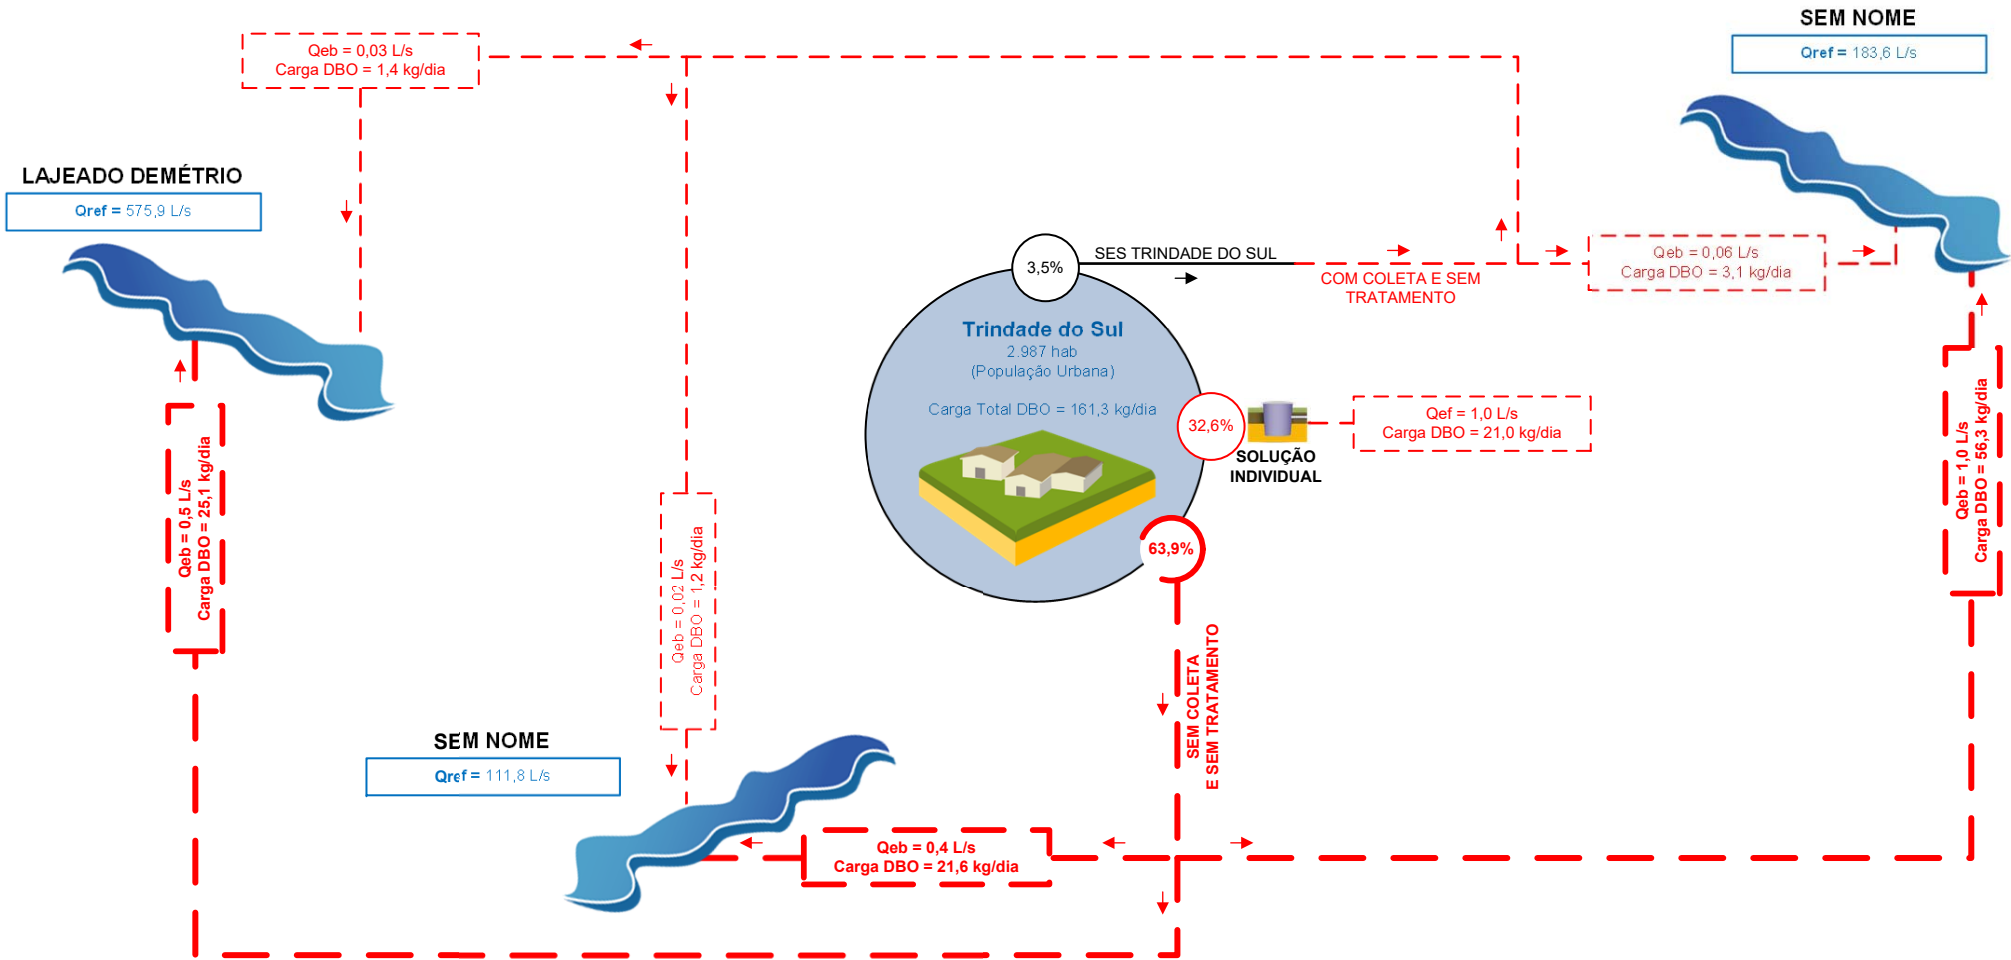 SEM NOME
Qref = 183,6 L/s
Qeb = 0,03 L/s
Carga DBO = 1,4 kg/dia
LAJEADO DEMÉTRIO
Qref = 575,9 L/s
3,5%
SES TRINDADE DO SUL
COM COLETA E SEM
TRATAMENTO
Qeb = 0,06 L/s
Carga DBO = 3,1 kg/dia
Trindade do Sul
2.987 hab
(População Urbana)
Carga Total DBO = 161,3 kg/dia
32,6%
SOLUÇÃO
INDIVIDUAL
Qef = 1,0 L/s
Carga DBO = 21,0 kg/dia
Qeb = 1,0 L/s
Carga DBO = 56,3 kg/dia
Qeb = 0,5 L/s
Carga DBO = 25,1 kg/dia
Qeb = 0,02 L/s
Carga DBO = 1,2 kg/dia
63,9%
SEM COLETA
E SEM TRATAMENTO
SEM NOME
Qref = 111,8 L/s
Qeb = 0,4 L/s
Carga DBO = 21,6 kg/dia